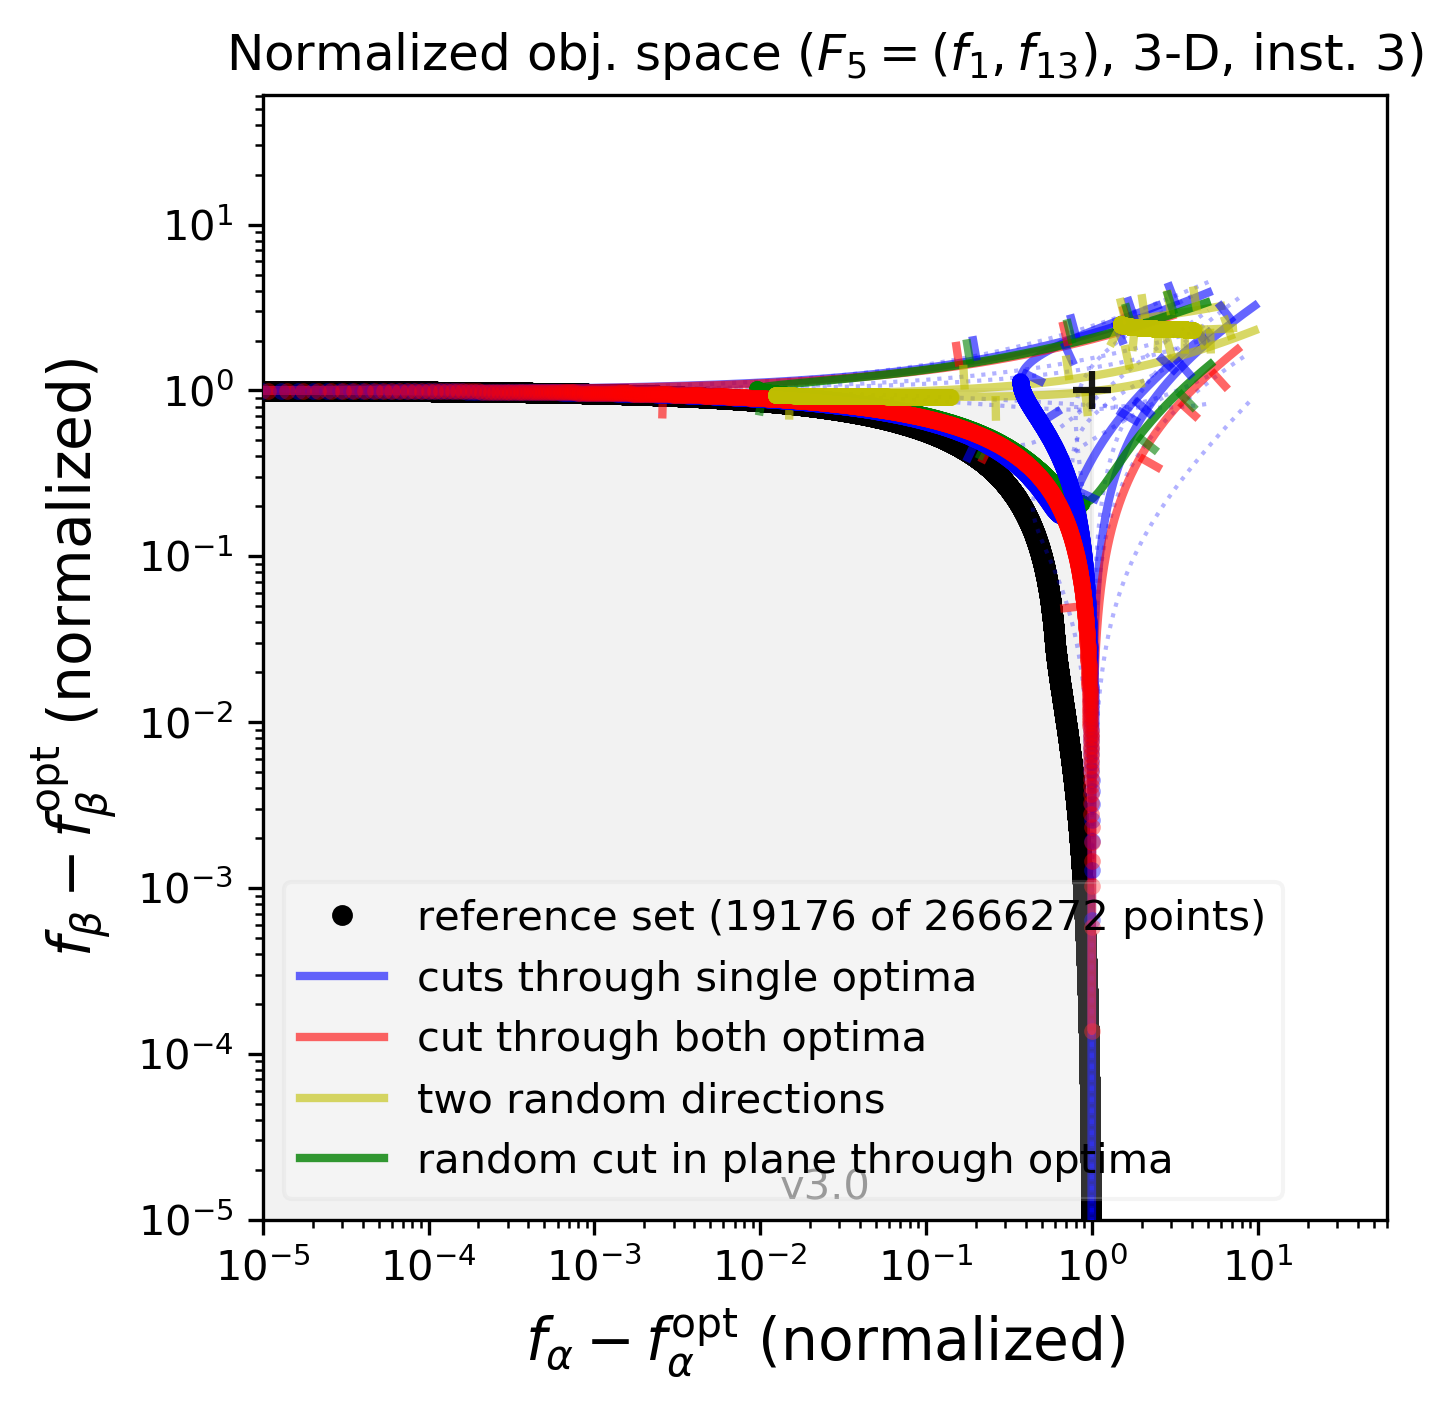 Normalized obj. space (F₅ = (f₁, f₁₃), 3-D, inst. 3)
f_β − f_β^opt (normalized)
10¹
10⁰
10⁻¹
10⁻²
10⁻³
10⁻⁴
10⁻⁵
reference set (19176 of 2666272 points)
cuts through single optima
cut through both optima
two random directions
random cut in plane through optima
v3.0
10⁻⁵ 10⁻⁴ 10⁻³ 10⁻² 10⁻¹ 10⁰ 10¹
f_α − f_α^opt (normalized)